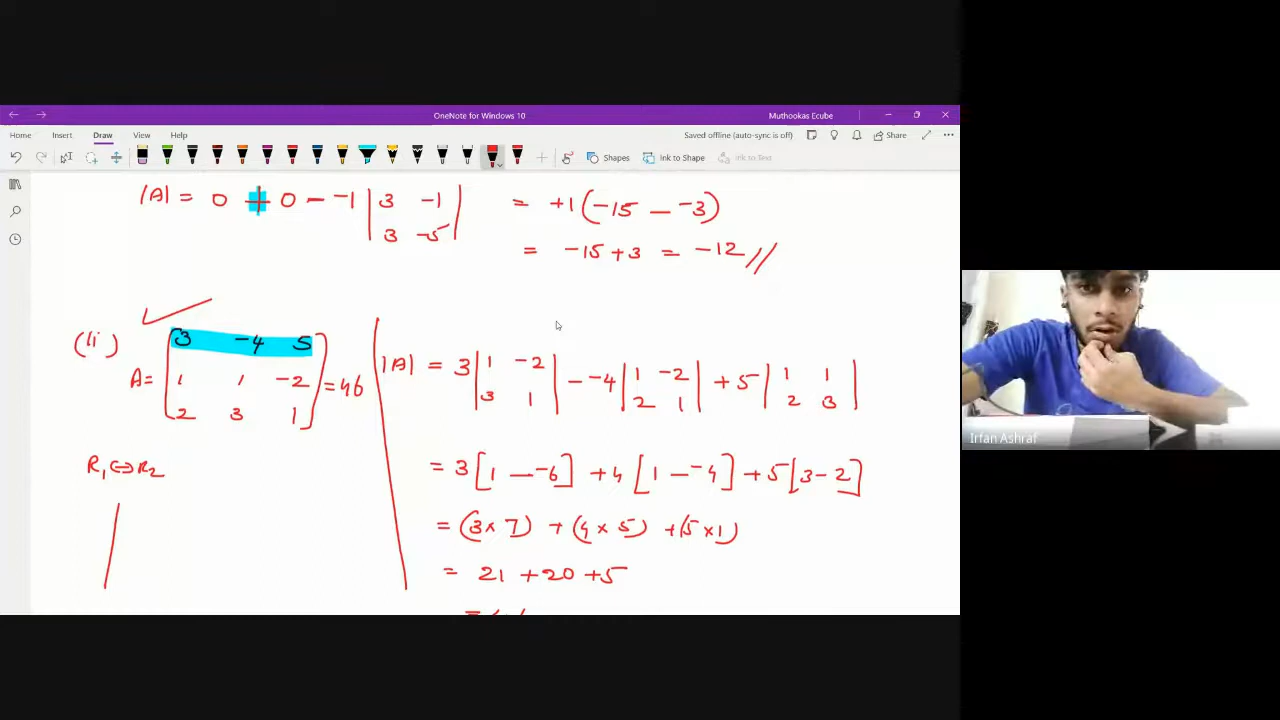 OneNote for Windows 10
Muthookas Ecube
Home Insert Draw View Help
Saved offline (auto-sync is off)
Share
Shapes
Ink to Shape
Ink to Text
|A| = 0 + 0 - -1 |3 -1|
|3 -5|
= +1(-15 - -3)
= -15+3 = -12 //
(ii)
A= [3 -4 5
1 1 -2
2 3 1] = 46
R1 ⇔ R2
|A| = 3 |1 -2| - -4 |1 -2| + 5 |1 1|
|3 1| |2 1| |2 3|
= 3[1 - -6] + 4[1 - -4] + 5[3 - 2]
= (3×7) + (4×5) + (5×1)
= 21 + 20 + 5
Irfan Ashraf